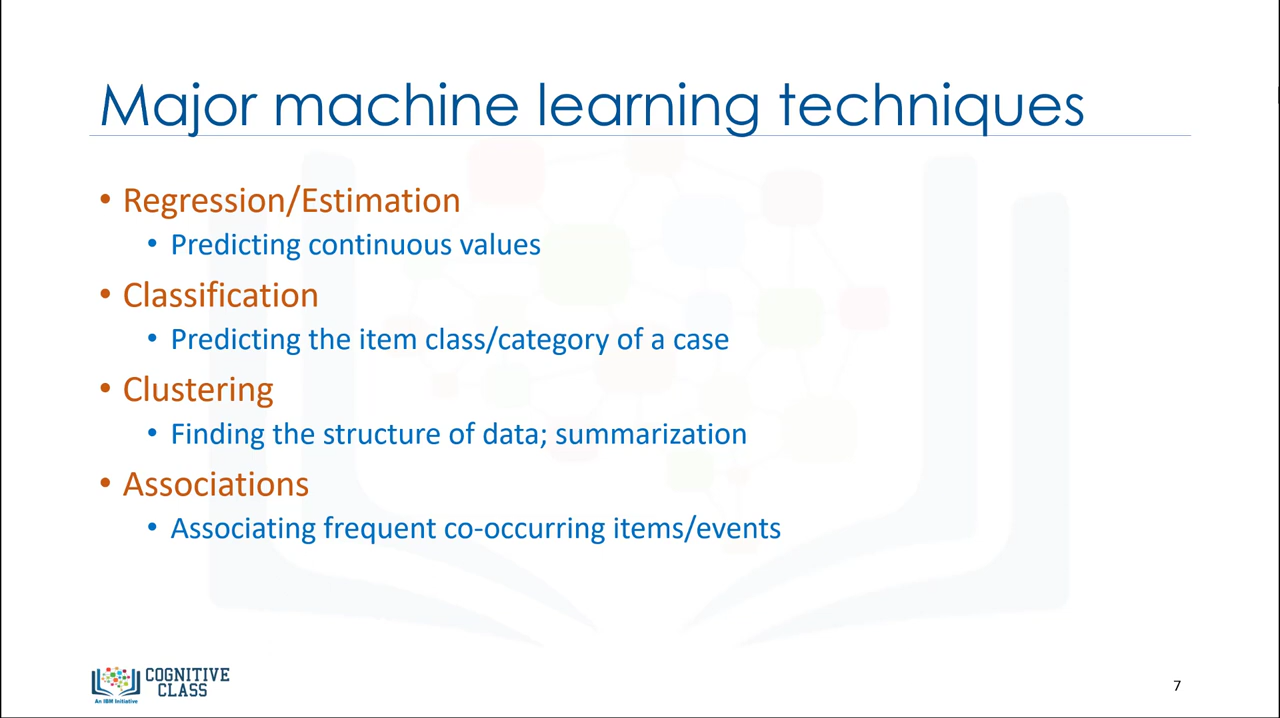 Major machine learning techniques
• Regression/Estimation
• Predicting continuous values
• Classification
• Predicting the item class/category of a case
• Clustering
• Finding the structure of data; summarization
• Associations
• Associating frequent co-occurring items/events
COGNITIVE
CLASS
An IBM Initiative
7